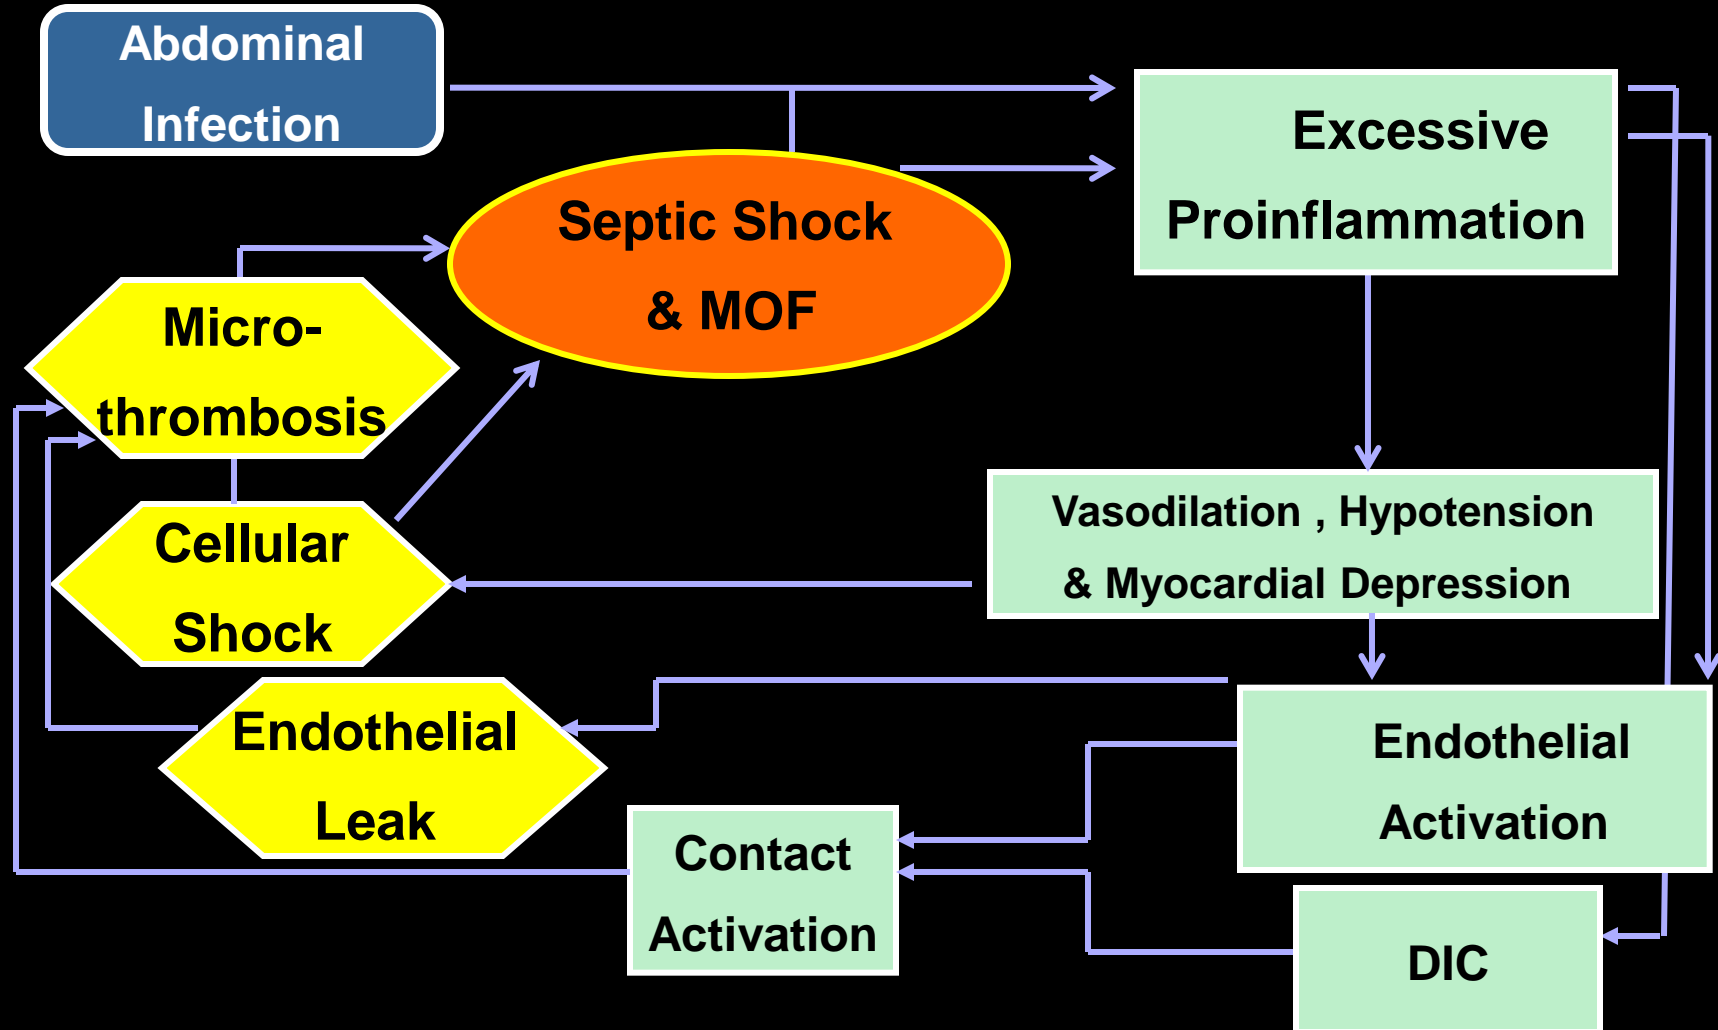 Abdominal
Infection
Excessive
Proinflammation
Septic Shock
& MOF
Micro-
thrombosis
Vasodilation , Hypotension
& Myocardial Depression
Cellular
Shock
Endothelial
Leak
Endothelial
Activation
Contact
Activation
DIC